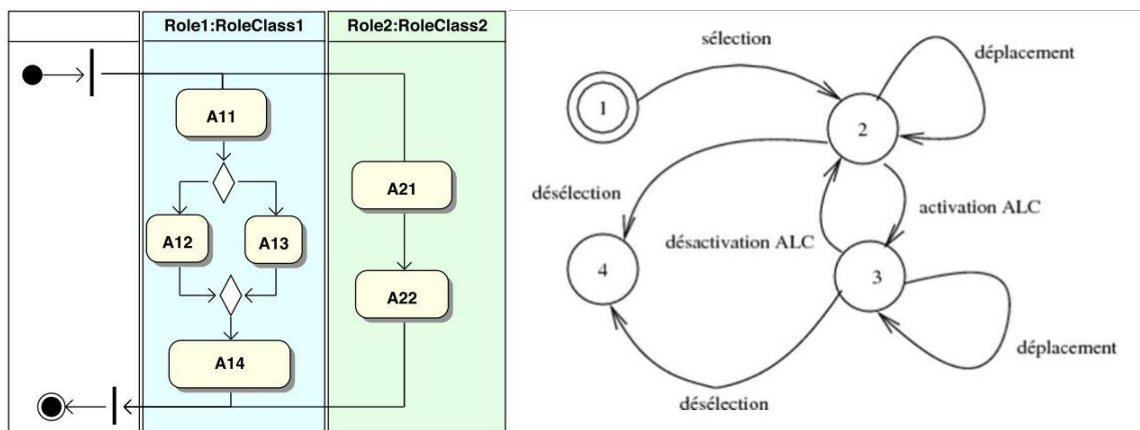 Role1:RoleClass1
Role2:RoleClass2
A11
A12
A13
A14
A21
A22
sélection
déplacement
1
2
désélection
activation ALC
désactivation ALC
4
3
déplacement
désélection